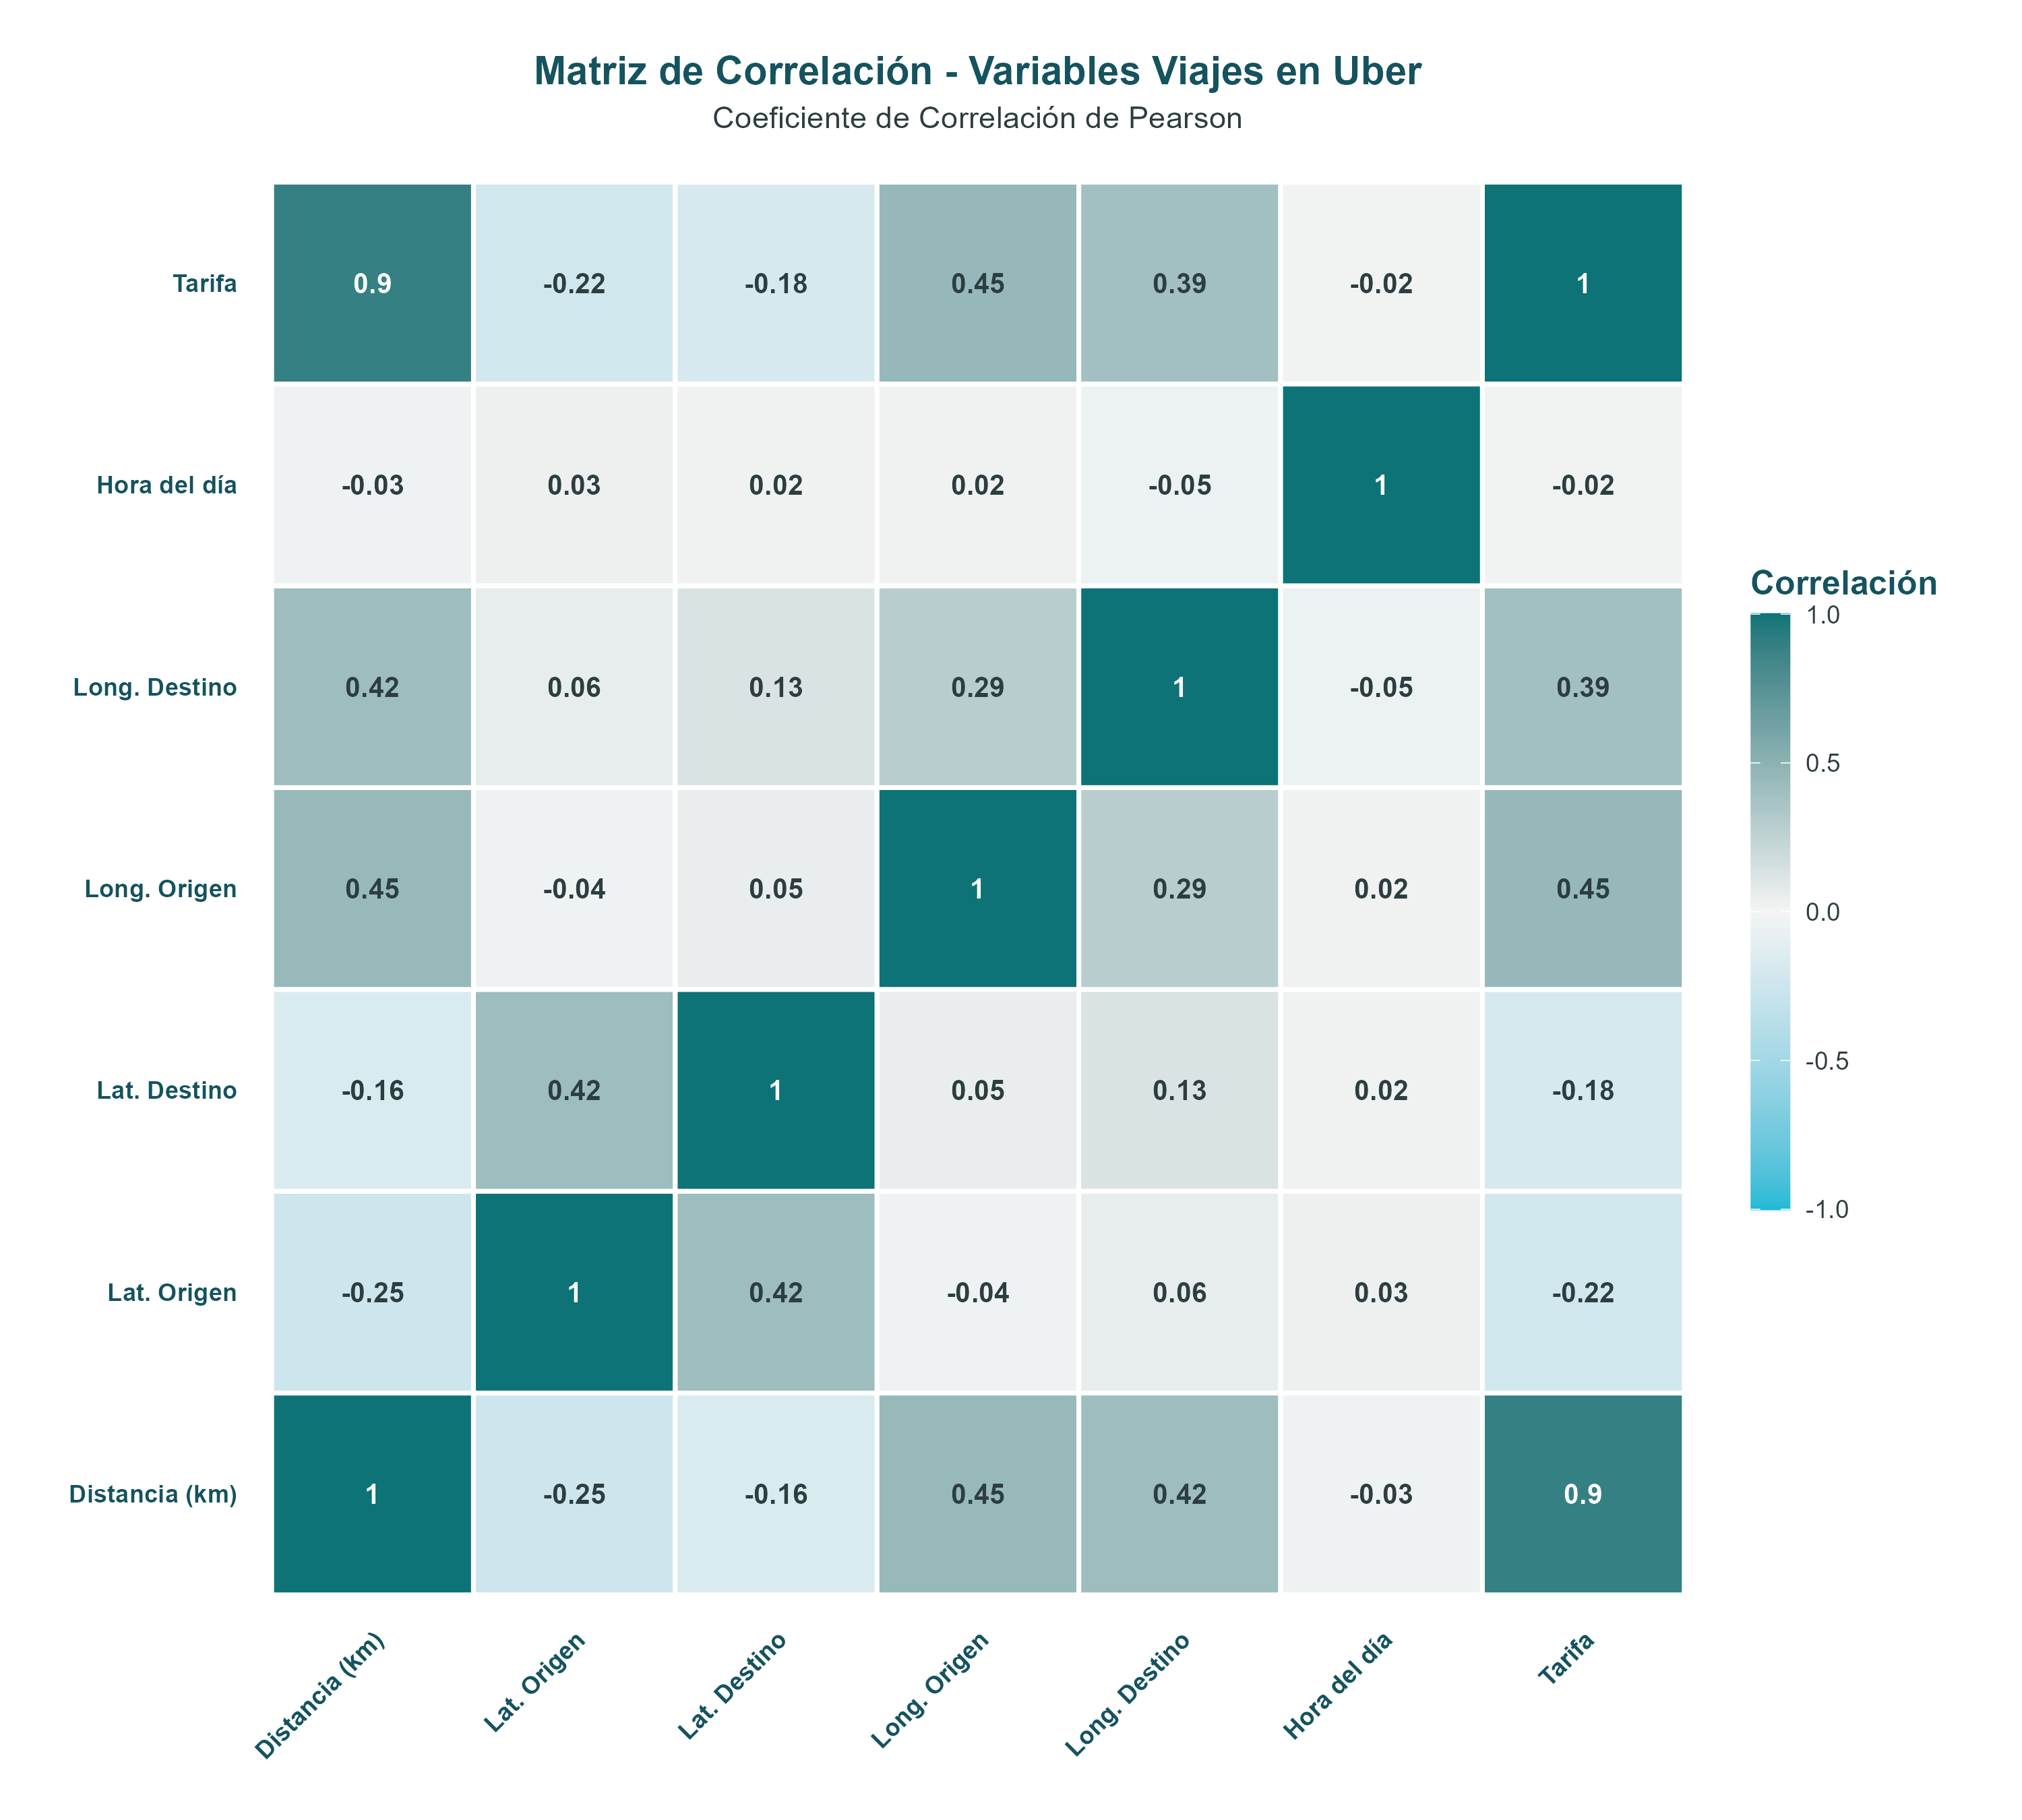 Matriz de Correlación - Variables Viajes en Uber
Coeficiente de Correlación de Pearson
Tarifa 0.9 -0.22 -0.18 0.45 0.39 -0.02 1
Hora del día -0.03 0.03 0.02 0.02 -0.05 1 -0.02
Long. Destino 0.42 0.06 0.13 0.29 1 -0.05 0.39
Long. Origen 0.45 -0.04 0.05 1 0.29 0.02 0.45
Lat. Destino -0.16 0.42 1 0.05 0.13 0.02 -0.18
Lat. Origen -0.25 1 0.42 -0.04 0.06 0.03 -0.22
Distancia (km) 1 -0.25 -0.16 0.45 0.42 -0.03 0.9
Distancia (km) Lat. Origen Lat. Destino Long. Origen Long. Destino Hora del día Tarifa
Correlación
1.0
0.5
0.0
-0.5
-1.0